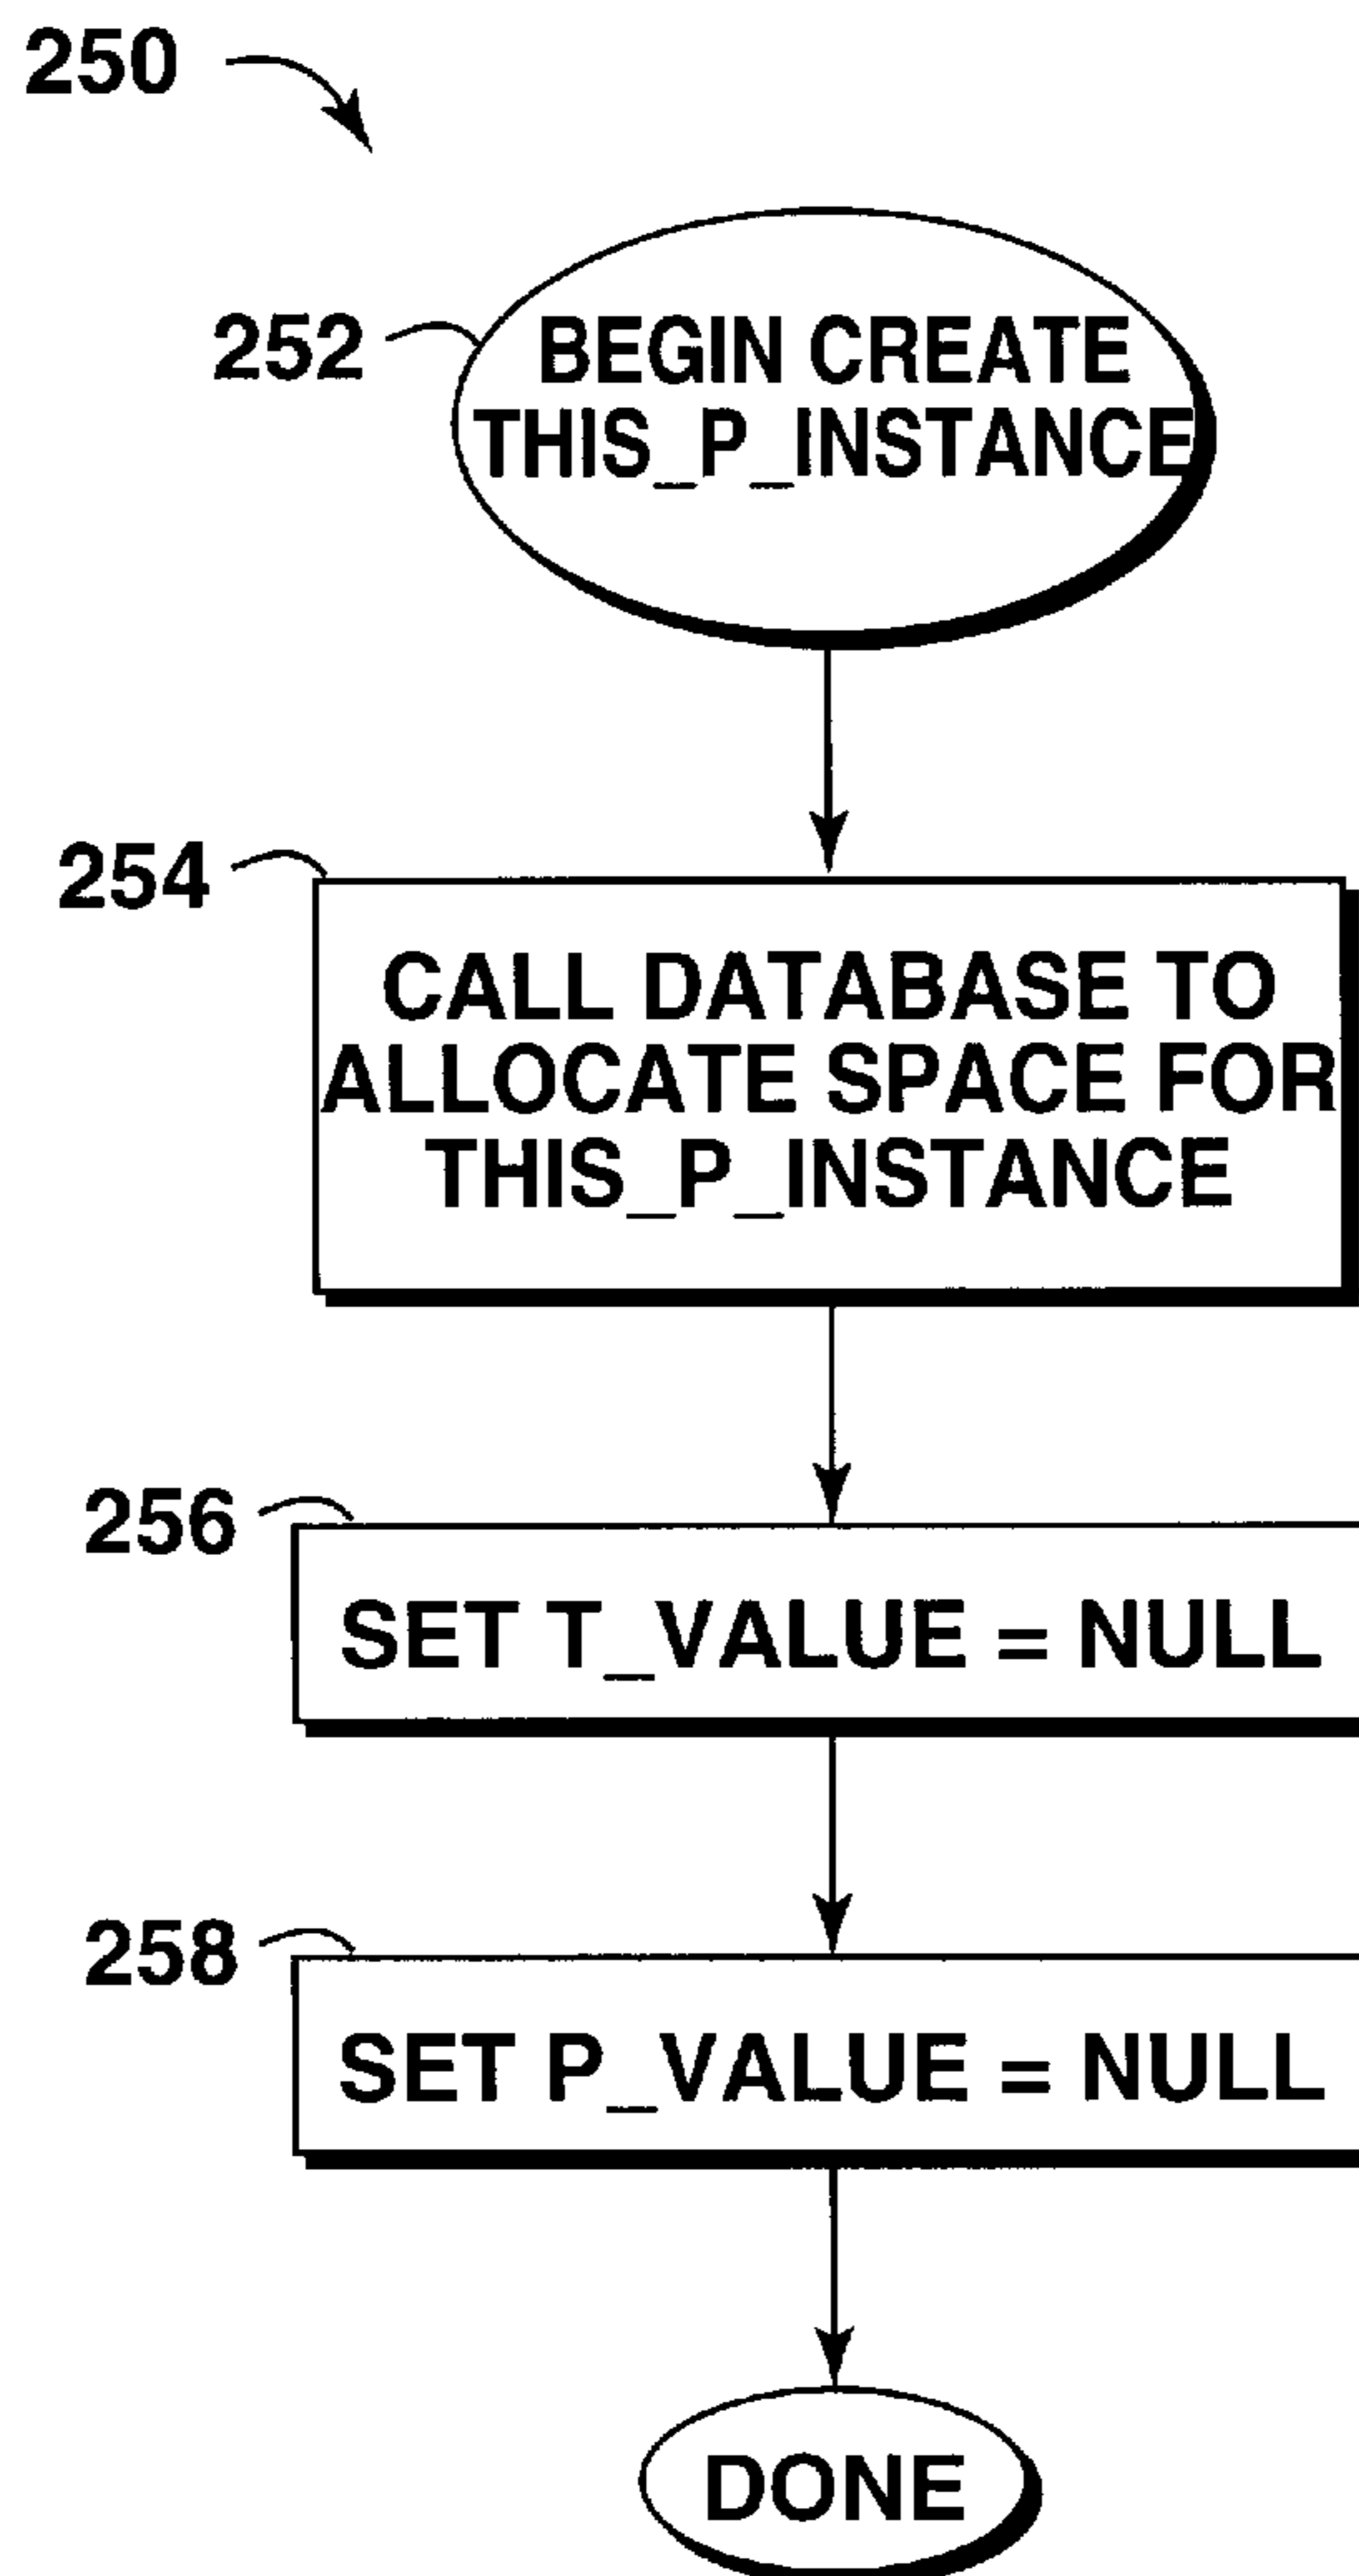 250
252
BEGIN CREATE
THIS_P_INSTANCE
254
CALL DATABASE TO
ALLOCATE SPACE FOR
THIS_P_INSTANCE
256
SET T_VALUE = NULL
258
SET P_VALUE = NULL
DONE